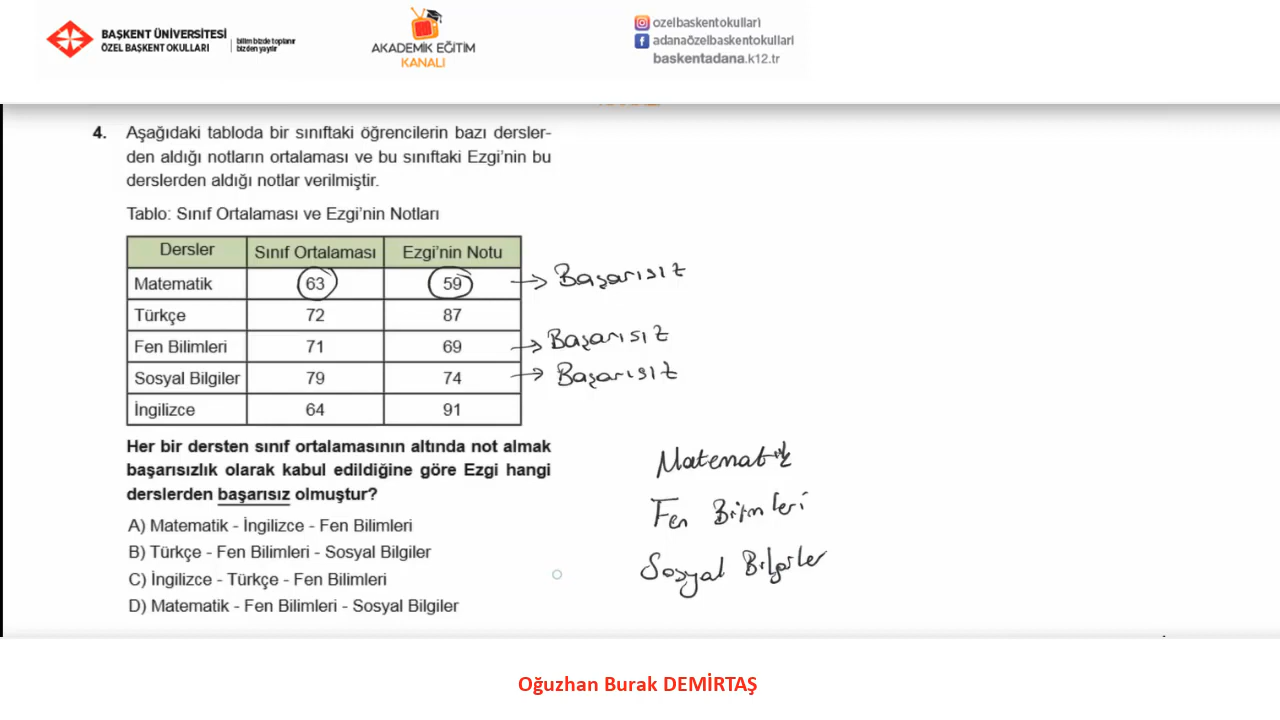 BAŞKENT ÜNİVERSİTESİ
ÖZEL BAŞKENT OKULLARI
bilim bizde toplanır
bizden yayılır
AKADEMİK EĞİTİM
KANALI
ozelbaskentokullari
adanaözelbaskentokullari
baskentadana.k12.tr
4. Aşağıdaki tabloda bir sınıftaki öğrencilerin bazı dersler-
den aldığı notların ortalaması ve bu sınıftaki Ezgi'nin bu
derslerden aldığı notlar verilmiştir.
Tablo: Sınıf Ortalaması ve Ezgi'nin Notları
Dersler Sınıf Ortalaması Ezgi'nin Notu
Matematik 63 59 → Başarısız
Türkçe 72 87
Fen Bilimleri 71 69 → Başarısız
Sosyal Bilgiler 79 74 → Başarısız
İngilizce 64 91
Her bir dersten sınıf ortalamasının altında not almak
başarısızlık olarak kabul edildiğine göre Ezgi hangi
derslerden başarısız olmuştur?
A) Matematik - İngilizce - Fen Bilimleri
B) Türkçe - Fen Bilimleri - Sosyal Bilgiler
C) İngilizce - Türkçe - Fen Bilimleri
D) Matematik - Fen Bilimleri - Sosyal Bilgiler
Matematik
Fen Bilimleri
Sosyal Bilgiler
Oğuzhan Burak DEMİRTAŞ